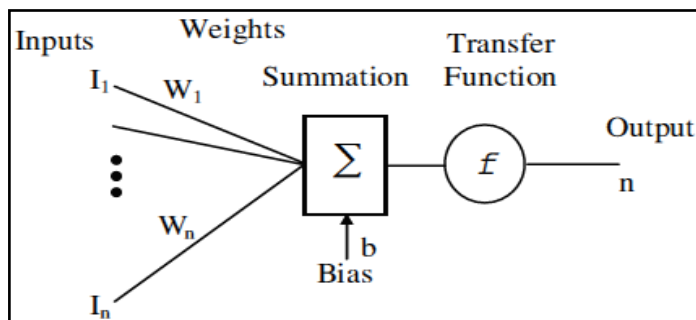 Inputs
Weights
Transfer
Function
Summation
Output
I1
W1
Σ
f
n
Wn
b
Bias
In